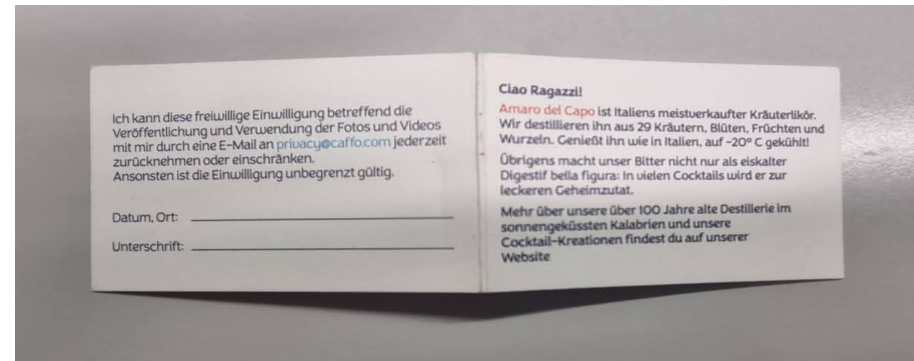 Ich kann diese freiwillige Einwilligung betreffend die
Veröffentlichung und Verwendung der Fotos und Videos
mit mir durch eine E-Mail an privacy@caffo.com jederzeit
zurücknehmen oder einschränken.
Ansonsten ist die Einwilligung unbegrenzt gültig.
Datum, Ort:
Unterschrift:
Ciao Ragazzi!
Amaro del Capo ist Italiens meistverkaufter Kräuterlikör.
Wir destillieren ihn aus 29 Kräutern, Blüten, Früchten und
Wurzeln. Genießt ihn wie in Italien, auf -20° C gekühlt!
Übrigens macht unser Bitter nicht nur als eiskalter
Digestif bella figura: In vielen Cocktails wird er zur
leckeren Geheimzutat.
Mehr über unsere über 100 Jahre alte Destillerie im
sonnengeküssten Kalabrien und unsere
Cocktail-Kreationen findest du auf unserer
Website